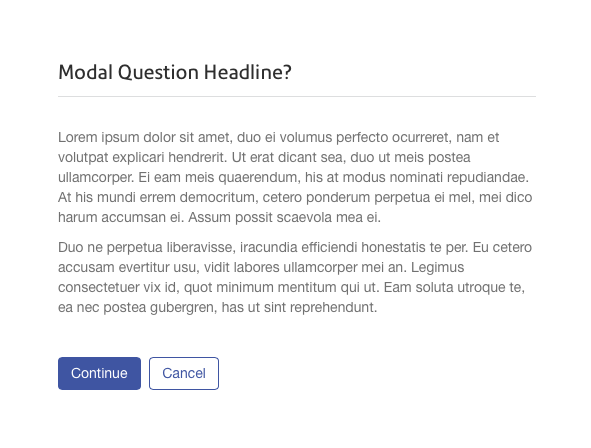 Modal Question Headline?
Lorem ipsum dolor sit amet, duo ei volumus perfecto ocurreret, nam et
volutpat explicari hendrerit. Ut erat dicant sea, duo ut meis postea
ullamcorper. Ei eam meis quaerendum, his at modus nominati repudiandae.
At his mundi errem democritum, cetero ponderum perpetua ei mel, mei dico
harum accumsan ei. Assum possit scaevola mea ei.
Duo ne perpetua liberavisse, iracundia efficiendi honestatis te per. Eu cetero
accusam evertitur usu, vidit labores ullamcorper mei an. Legimus
consectetuer vix id, quot minimum mentitum qui ut. Eam soluta utroque te,
ea nec postea gubergren, has ut sint reprehendunt.
Continue Cancel